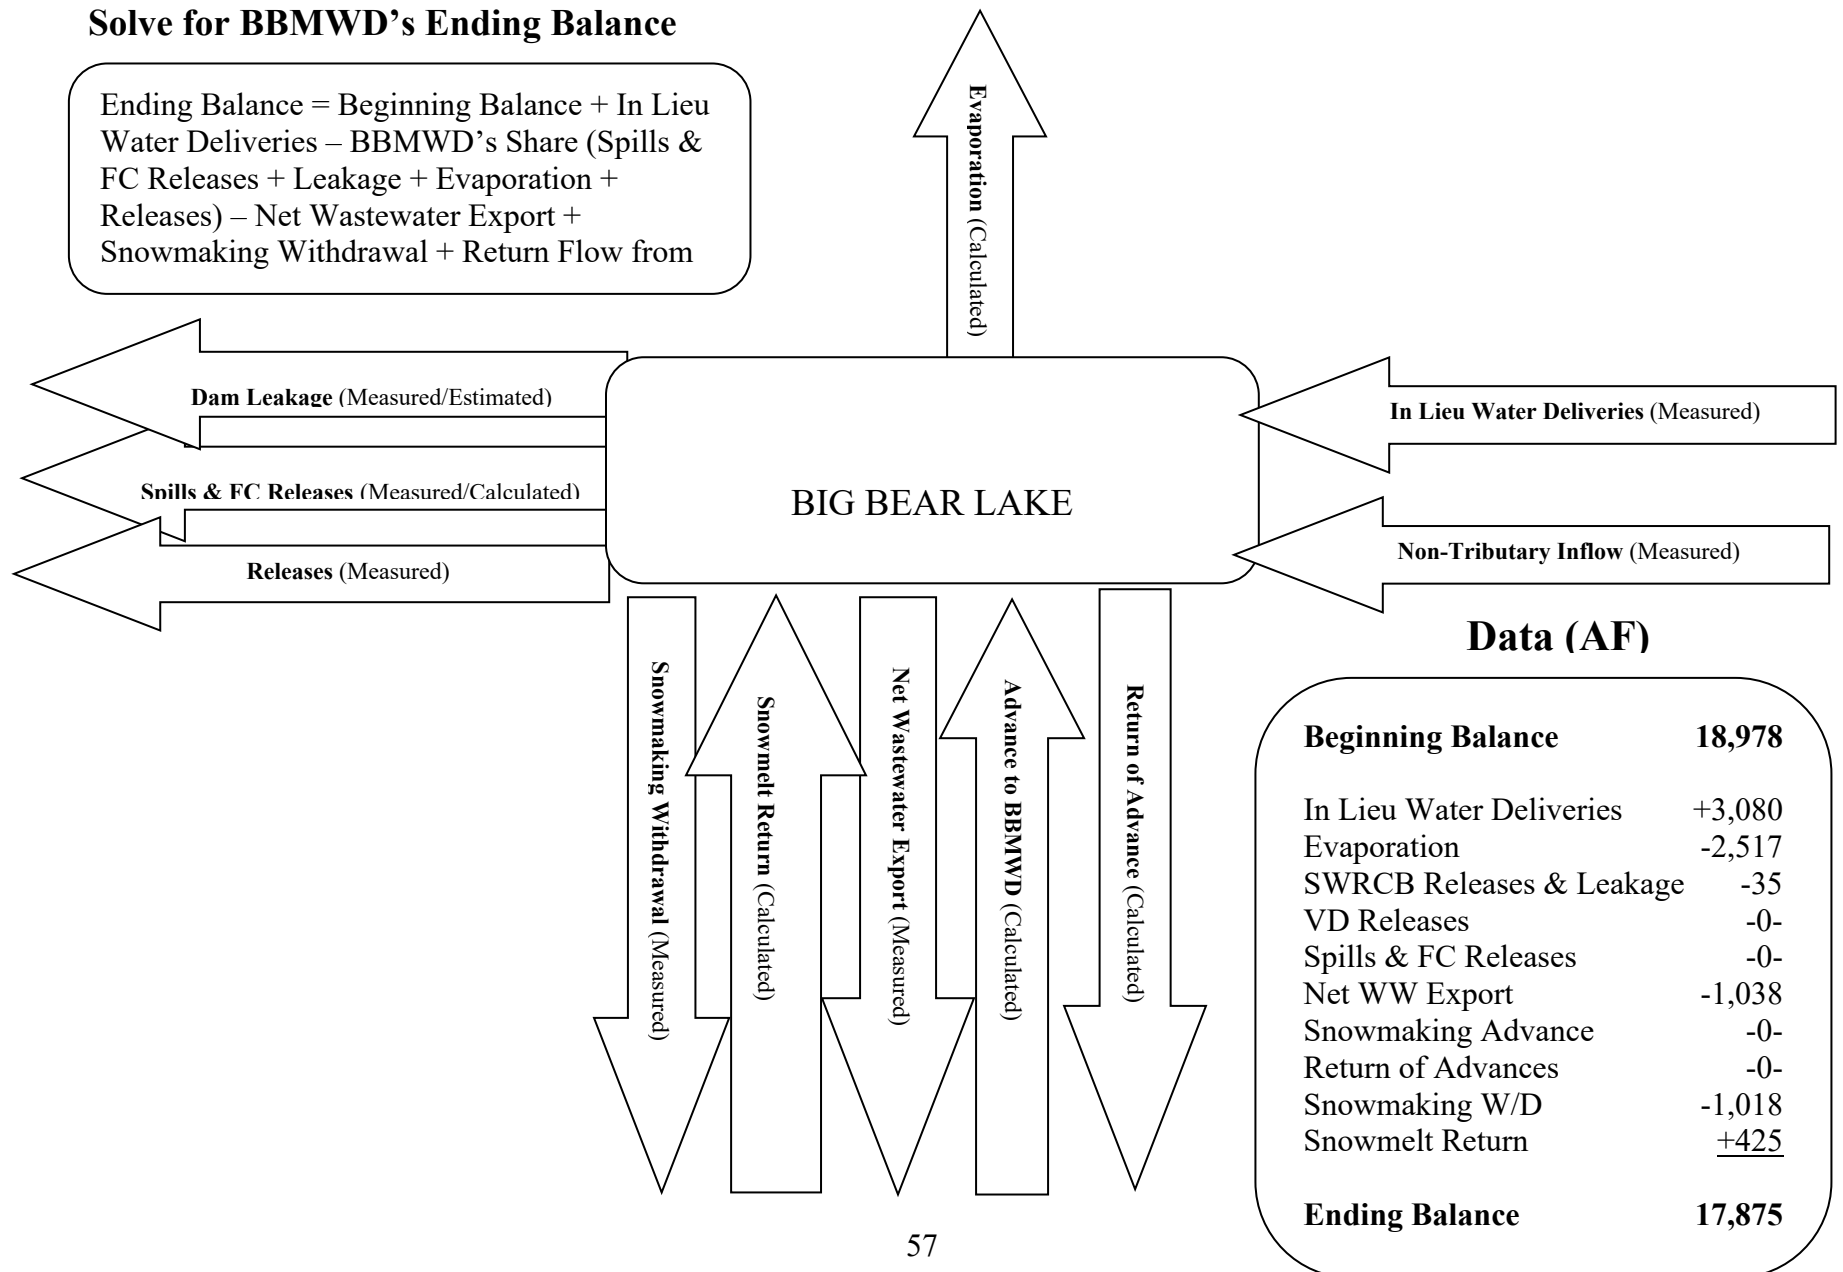 Solve for BBMWD’s Ending Balance
Ending Balance = Beginning Balance + In Lieu
Water Deliveries – BBMWD’s Share (Spills &
FC Releases + Leakage + Evaporation +
Releases) – Net Wastewater Export +
Snowmaking Withdrawal + Return Flow from
Evaporation (Calculated)
Dam Leakage (Measured/Estimated)
Spills & FC Releases (Measured/Calculated)
Releases (Measured)
BIG BEAR LAKE
In Lieu Water Deliveries (Measured)
Non-Tributary Inflow (Measured)
Snowmaking Withdrawal (Measured)
Snowmelt Return (Calculated)
Net Wastewater Export (Measured)
Advance to BBMWD (Calculated)
Return of Advance (Calculated)
Data (AF)
Beginning Balance 18,978
In Lieu Water Deliveries +3,080
Evaporation -2,517
SWRCB Releases & Leakage -35
VD Releases -0-
Spills & FC Releases -0-
Net WW Export -1,038
Snowmaking Advance -0-
Return of Advances -0-
Snowmaking W/D -1,018
Snowmelt Return +425
Ending Balance 17,875
57